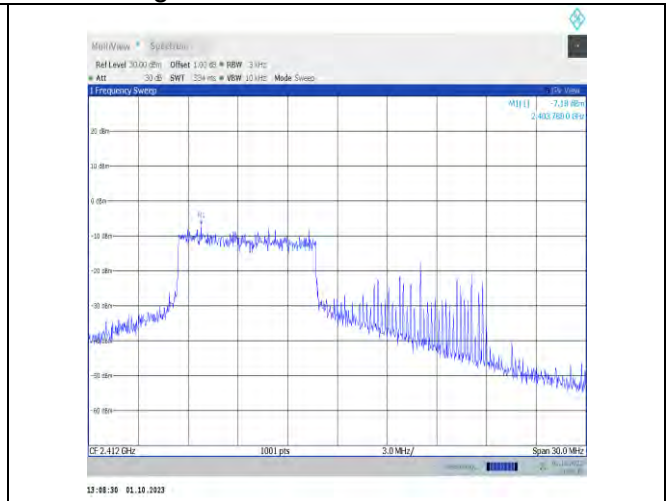 MultiView Spectrum
Ref Level 30.00 dBm Offset 1.00 dB RBW 3 kHz
Att 30 dB SWT 334 ms VBW 10 kHz Mode Sweep
1 Frequency Sweep
M1[1] -7.18 dBm
20 dBm
10 dBm
0 dBm
M1
-10 dBm
-20 dBm
-30 dBm
-40 dBm
-50 dBm
-60 dBm
CF 2.412 GHz 1001 pts 3.0 MHz/ Span 30.0 MHz
13:08:30 01.10.2023